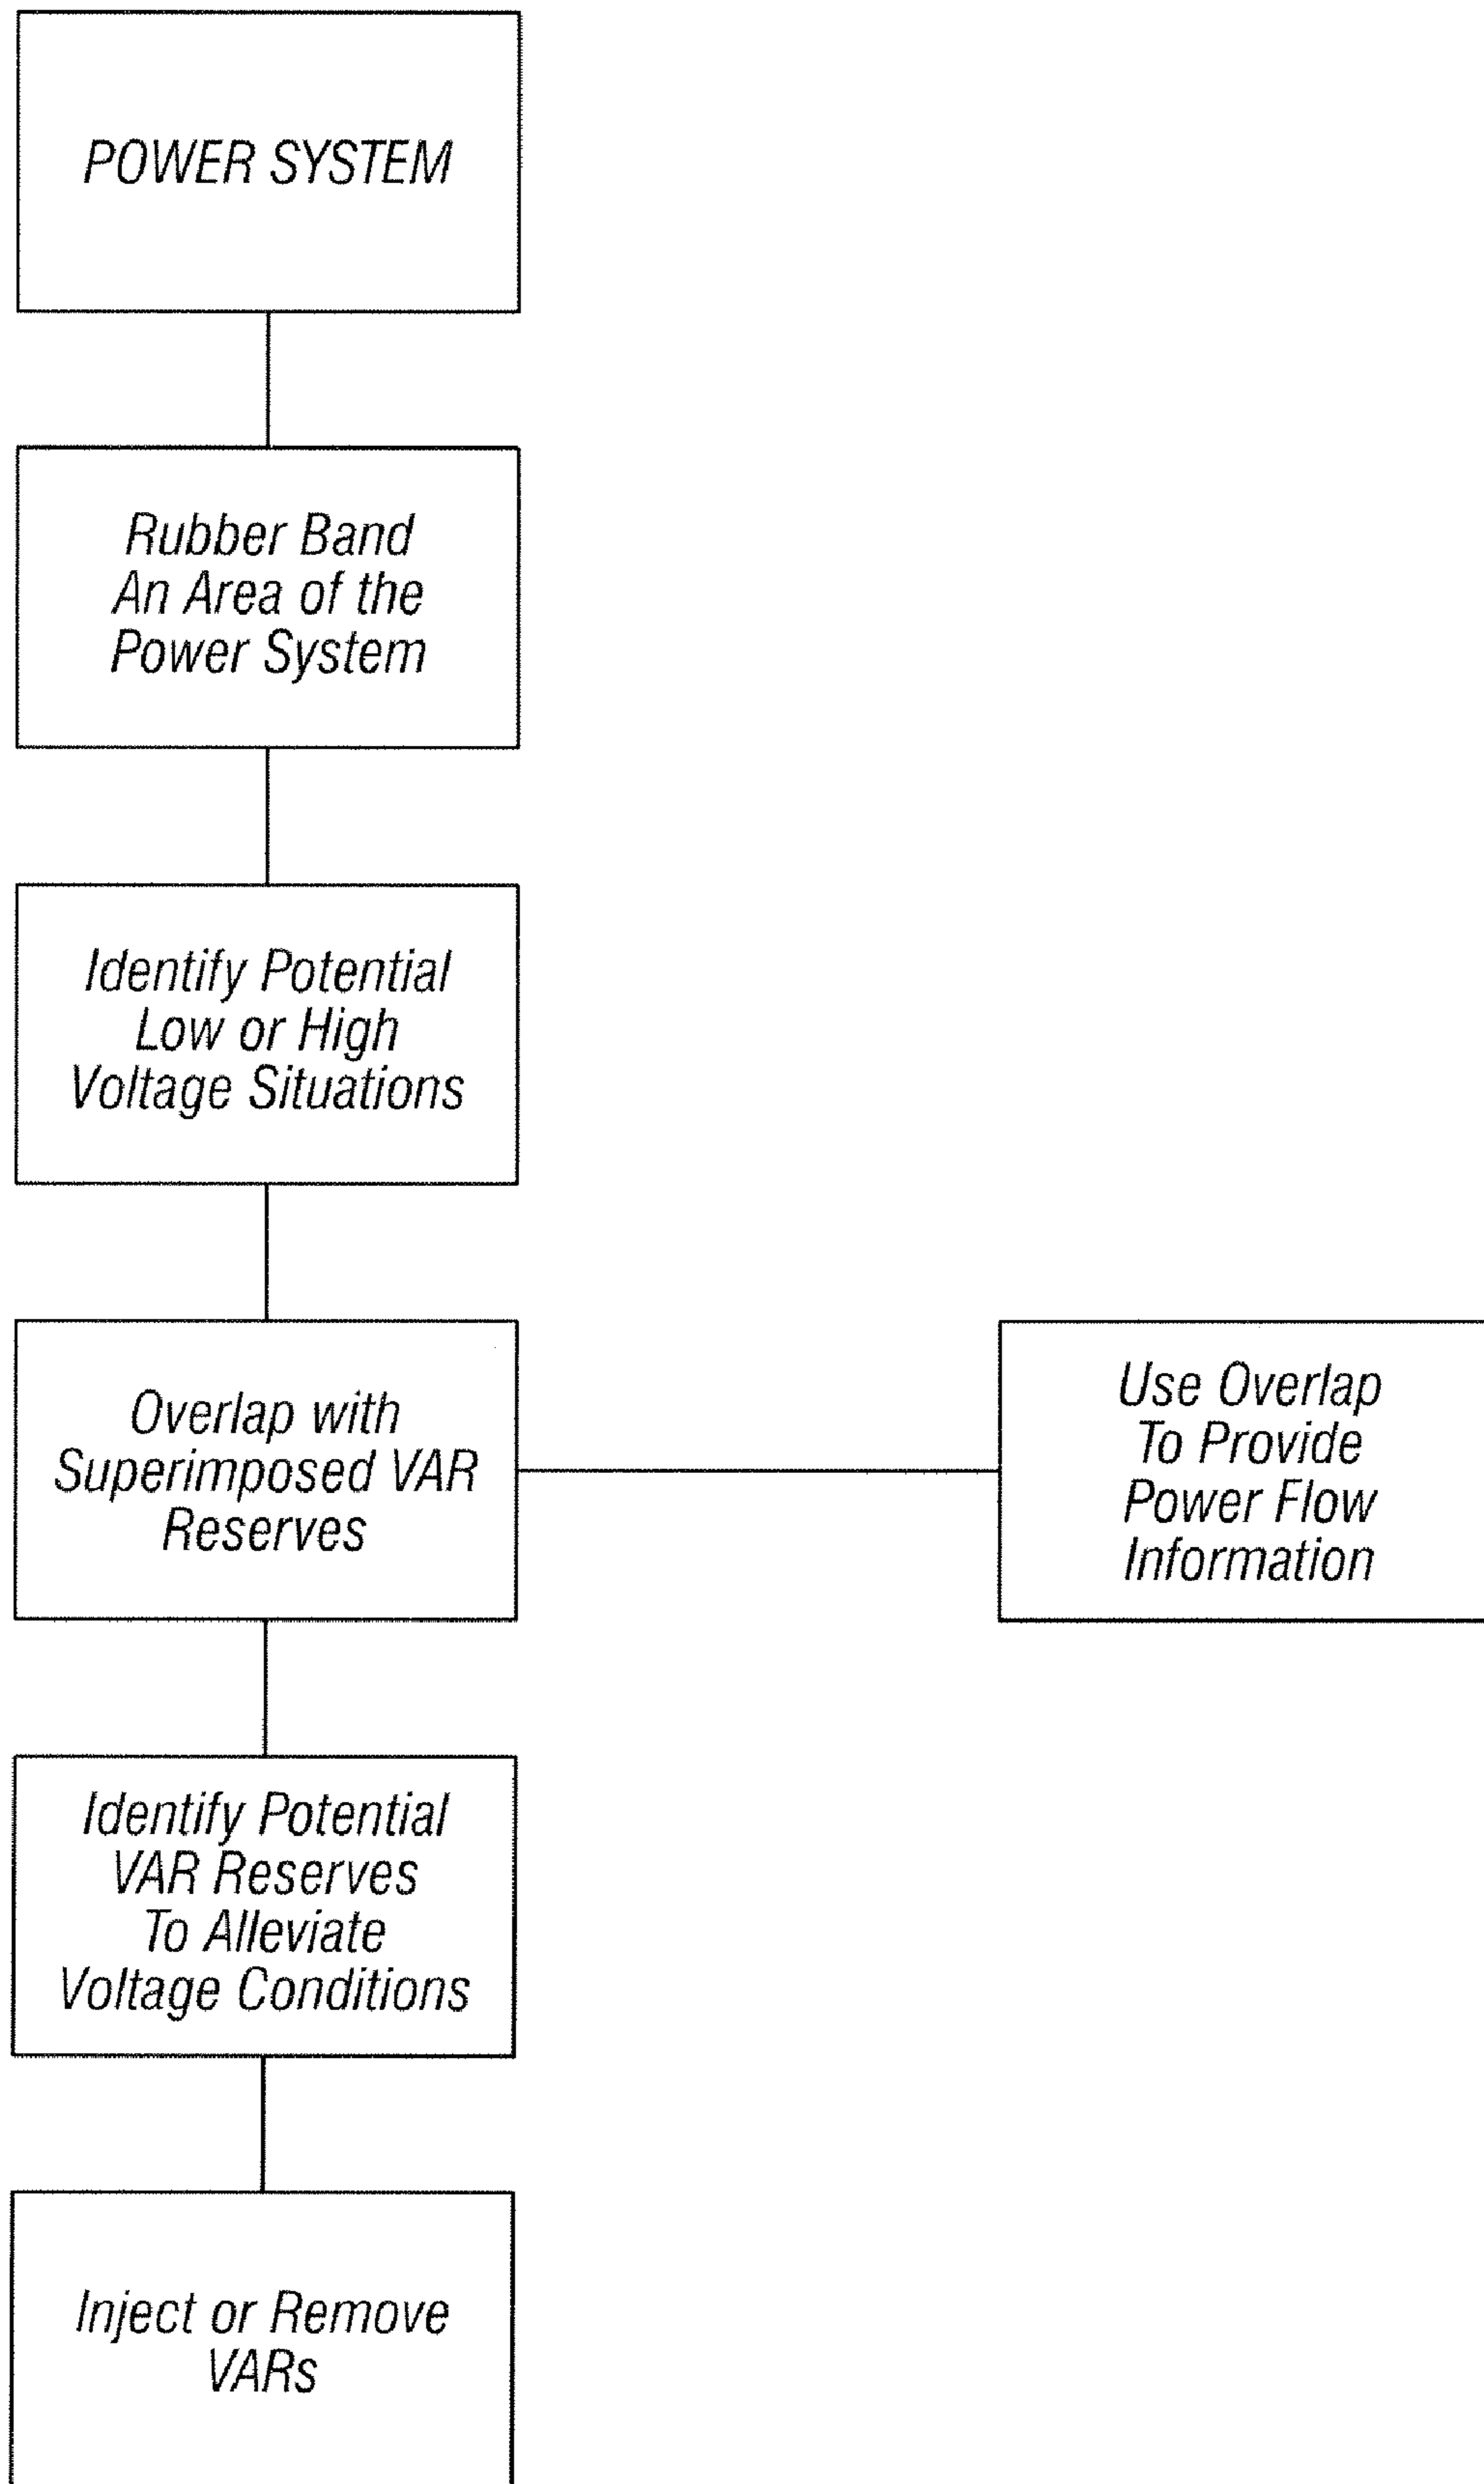 POWER SYSTEM
Rubber Band
An Area of the
Power System
Identify Potential
Low or High
Voltage Situations
Overlap with
Superimposed VAR
Reserves
Use Overlap
To Provide
Power Flow
Information
Identify Potential
VAR Reserves
To Alleviate
Voltage Conditions
Inject or Remove
VARs